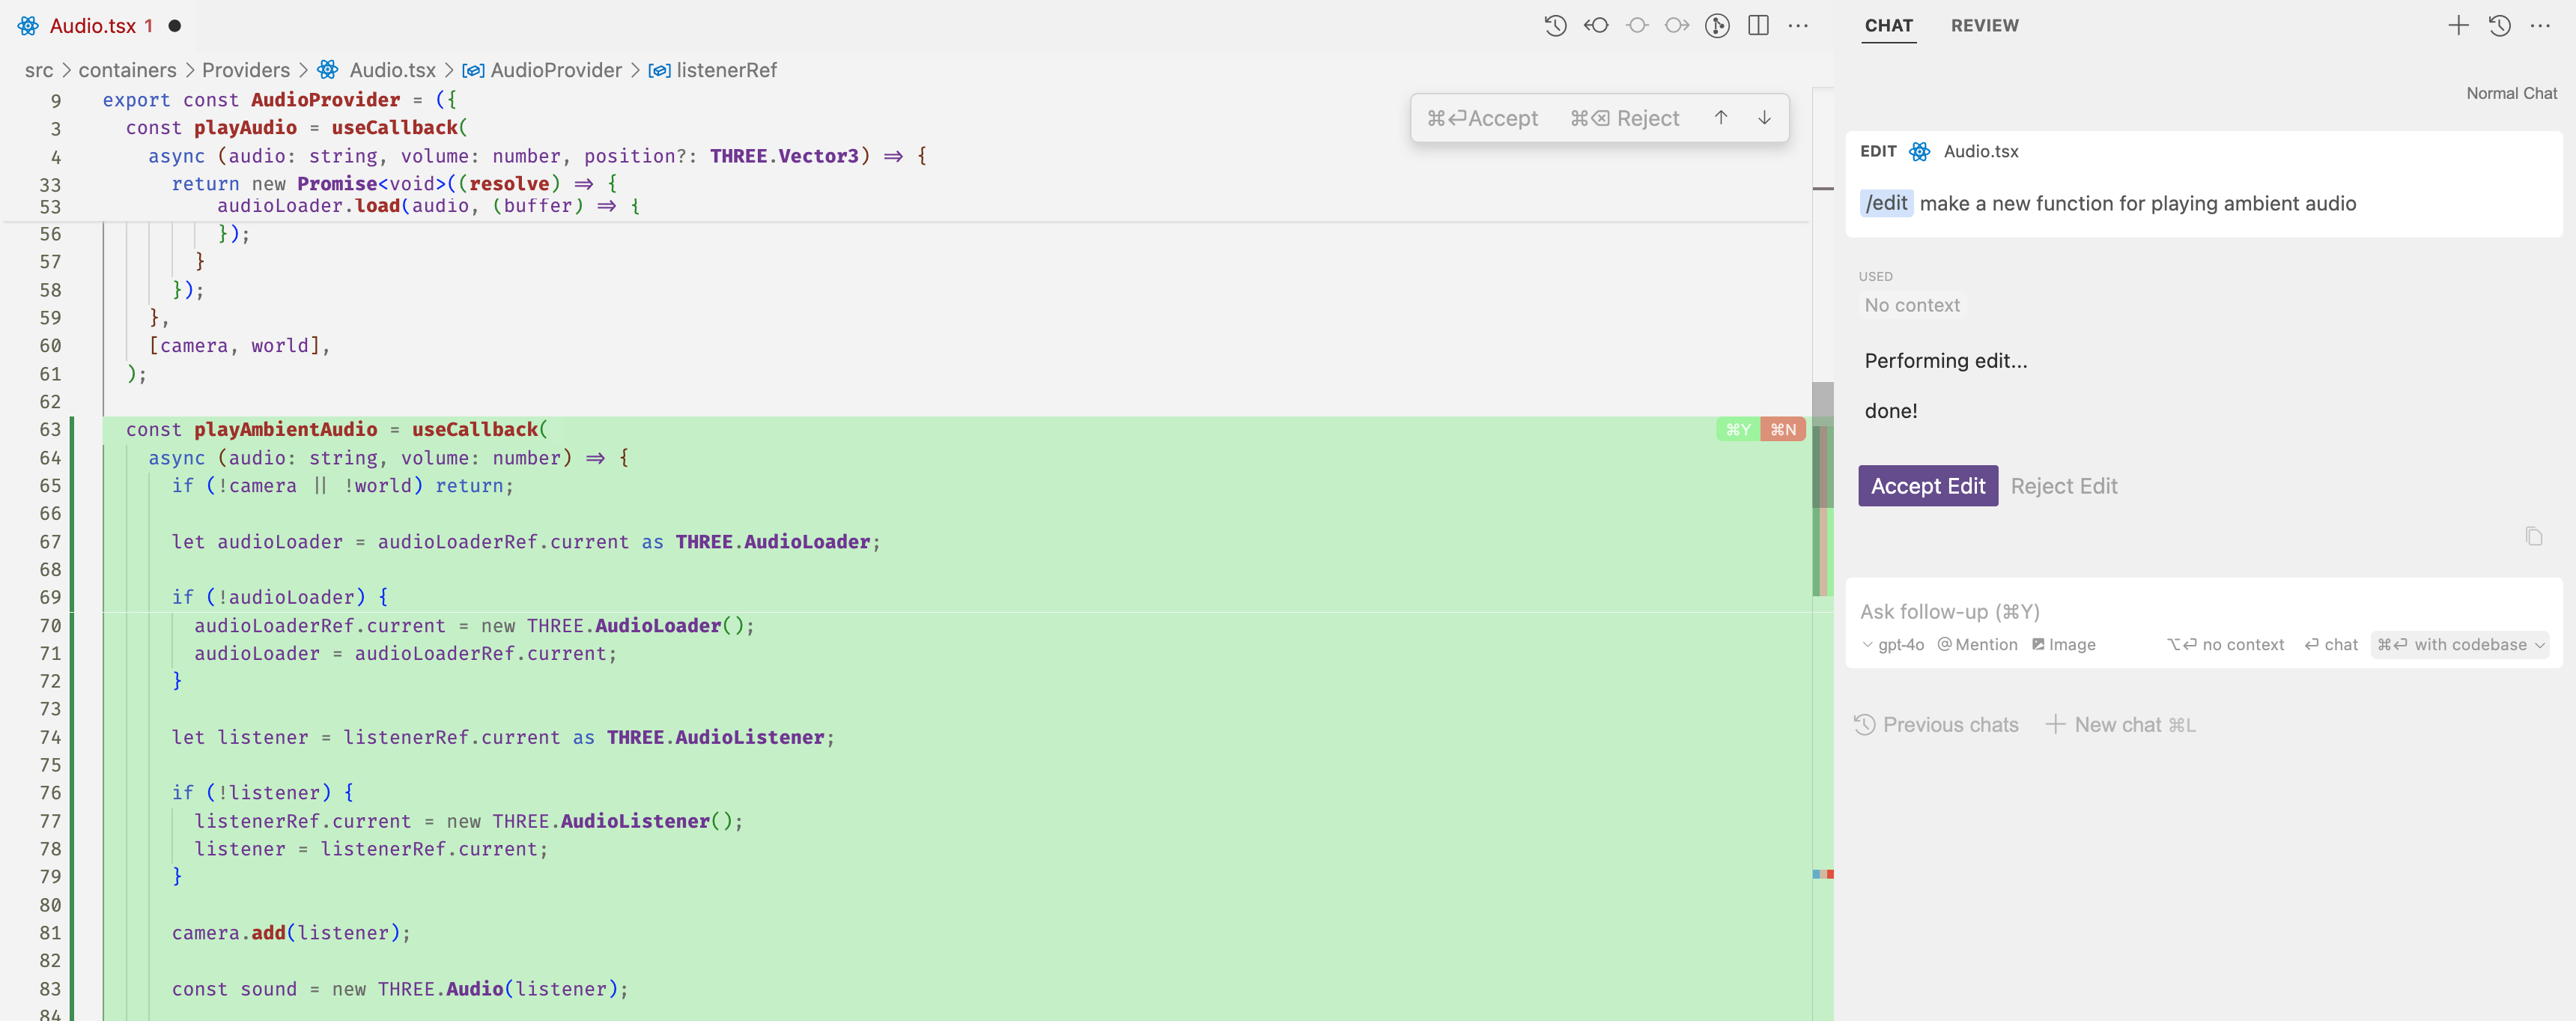 Audio.tsx 1
src > containers > Providers > Audio.tsx > AudioProvider > listenerRef
9 export const AudioProvider = ({
3 const playAudio = useCallback(
4 async (audio: string, volume: number, position?: THREE.Vector3) => {
33 return new Promise<void>((resolve) => {
53 audioLoader.load(audio, (buffer) => {
56 });
57 }
58 });
59 },
60 [camera, world],
61 );
62
63 const playAmbientAudio = useCallback(
64 async (audio: string, volume: number) => {
65 if (!camera || !world) return;
66
67 let audioLoader = audioLoaderRef.current as THREE.AudioLoader;
68
69 if (!audioLoader) {
70 audioLoaderRef.current = new THREE.AudioLoader();
71 audioLoader = audioLoaderRef.current;
72 }
73
74 let listener = listenerRef.current as THREE.AudioListener;
75
76 if (!listener) {
77 listenerRef.current = new THREE.AudioListener();
78 listener = listenerRef.current;
79 }
80
81 camera.add(listener);
82
83 const sound = new THREE.Audio(listener);
84
⌘⏎Accept ⌘⌫ Reject ↑ ↓
⌘Y ⌘N
CHAT REVIEW
Normal Chat
EDIT Audio.tsx
/edit make a new function for playing ambient audio
USED
No context
Performing edit...
done!
Accept Edit Reject Edit
Ask follow-up (⌘Y)
gpt-4o @ Mention Image ⌥⏎ no context ⏎ chat ⌘⏎ with codebase
Previous chats + New chat ⌘L